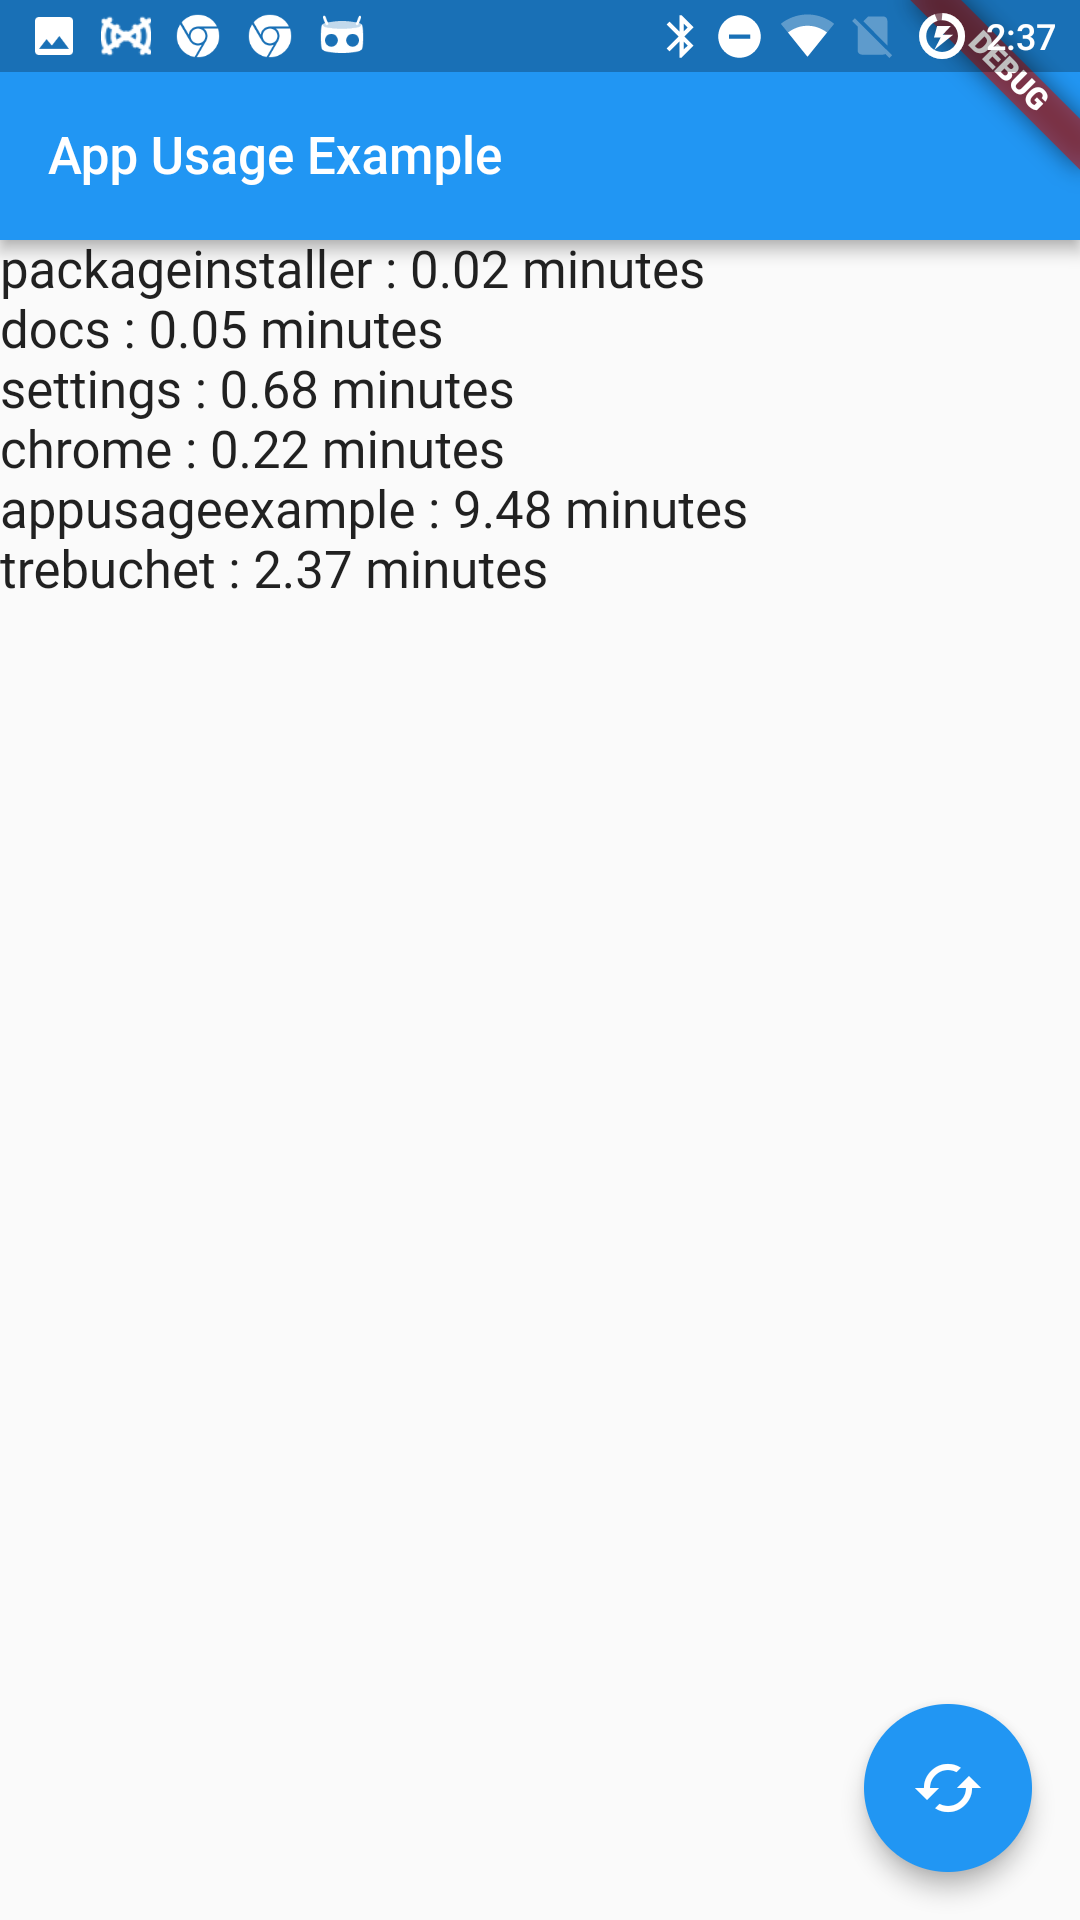 2:37
DEBUG
App Usage Example
packageinstaller : 0.02 minutes
docs : 0.05 minutes
settings : 0.68 minutes
chrome : 0.22 minutes
appusageexample : 9.48 minutes
trebuchet : 2.37 minutes